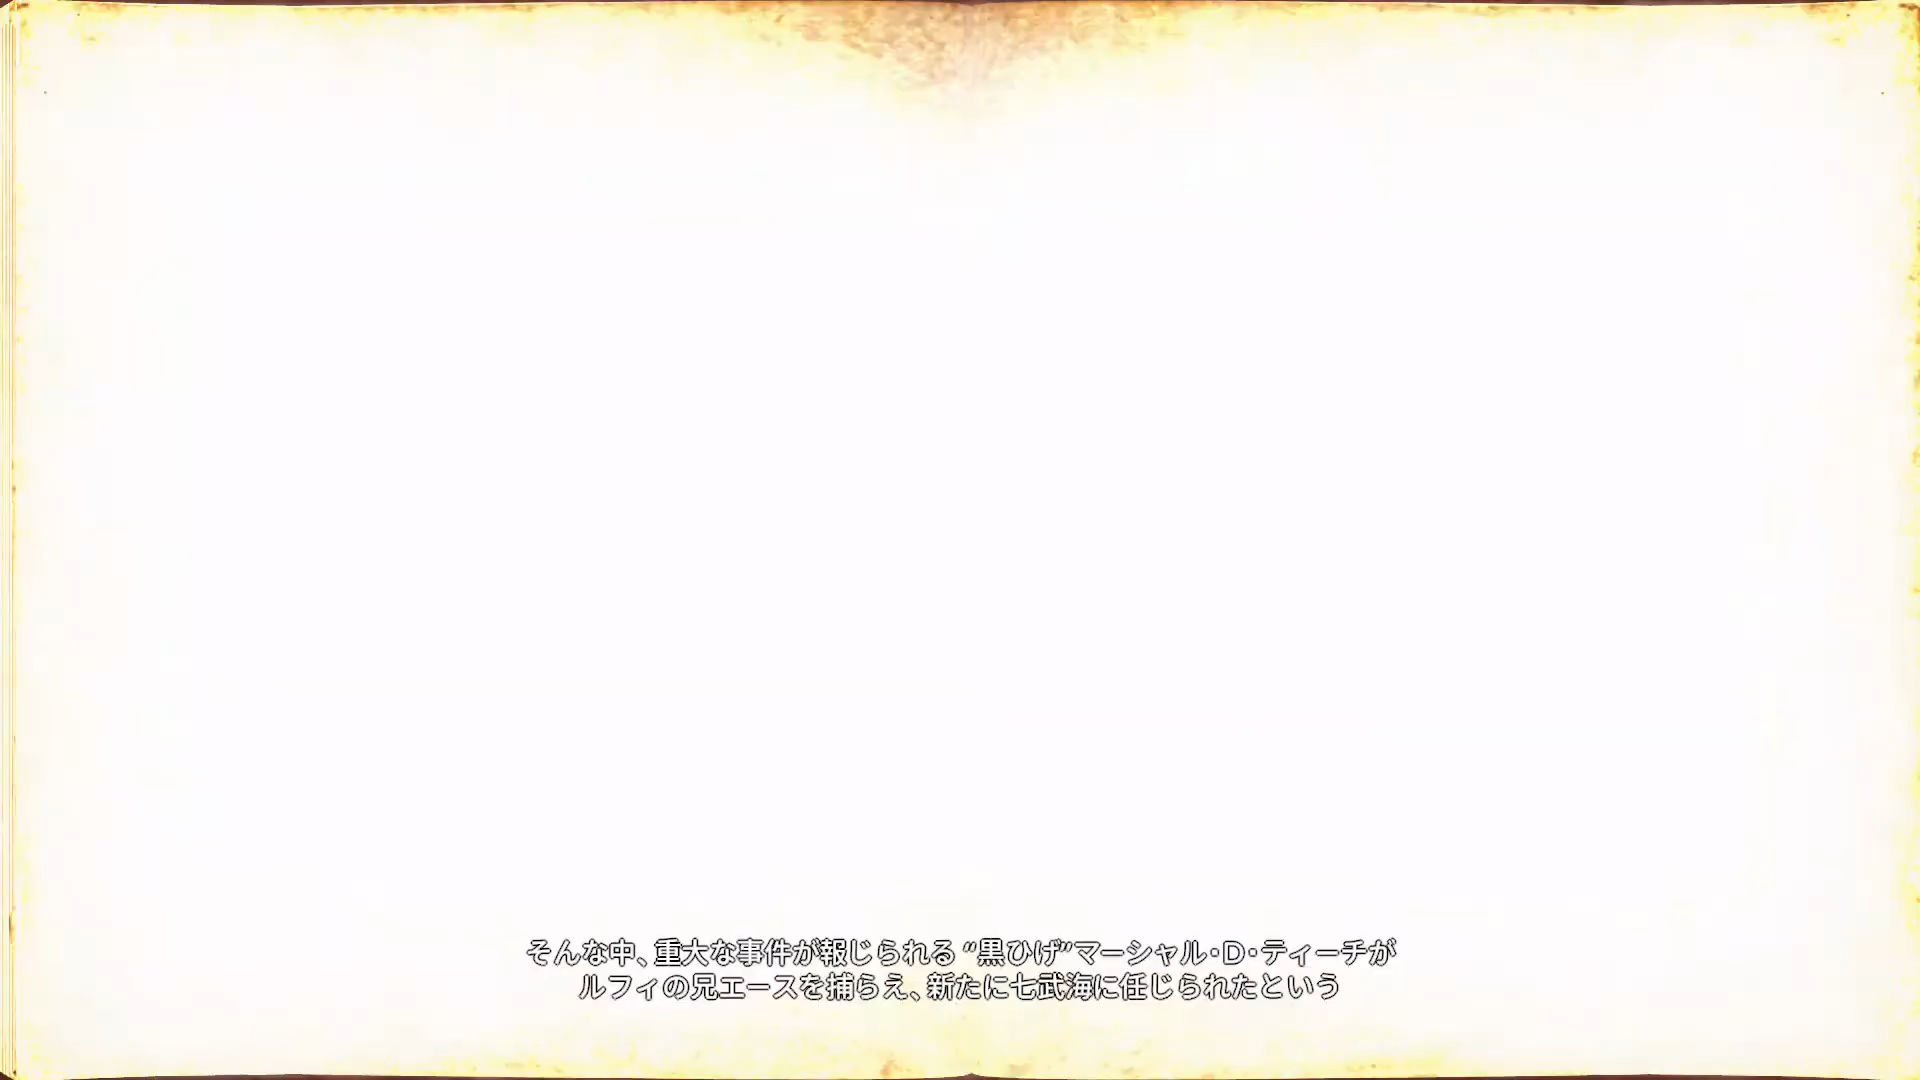 そんな中、重大な事件が報じられる “黒ひげ”マーシャル・D・ティーチが
ルフィの兄エースを捕らえ、新たに七武海に任じられたという